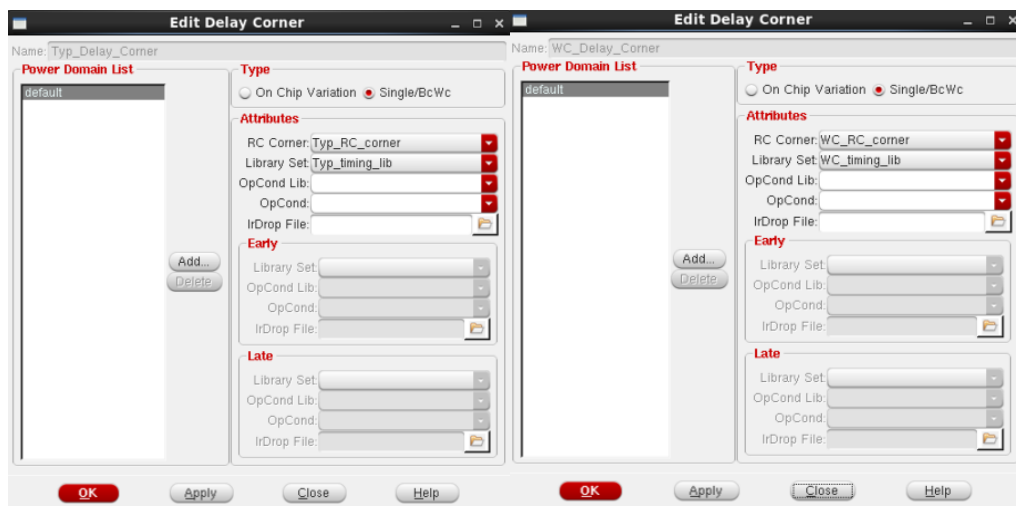 Edit Delay Corner
Name: Typ_Delay_Corner
Power Domain List
default
Add...
Delete
Type
On Chip Variation
Single/BcWc
Attributes
RC Corner: Typ_RC_corner
Library Set: Typ_timing_lib
OpCond Lib:
OpCond:
IrDrop File:
Early
Library Set:
OpCond Lib:
OpCond:
IrDrop File:
Late
Library Set:
OpCond Lib:
OpCond:
IrDrop File:
OK
Apply
Close
Help
Edit Delay Corner
Name: WC_Delay_Corner
Power Domain List
default
Add...
Delete
Type
On Chip Variation
Single/BcWc
Attributes
RC Corner: WC_RC_corner
Library Set: WC_timing_lib
OpCond Lib:
OpCond:
IrDrop File:
Early
Library Set:
OpCond Lib:
OpCond:
IrDrop File:
Late
Library Set:
OpCond Lib:
OpCond:
IrDrop File:
OK
Apply
Close
Help